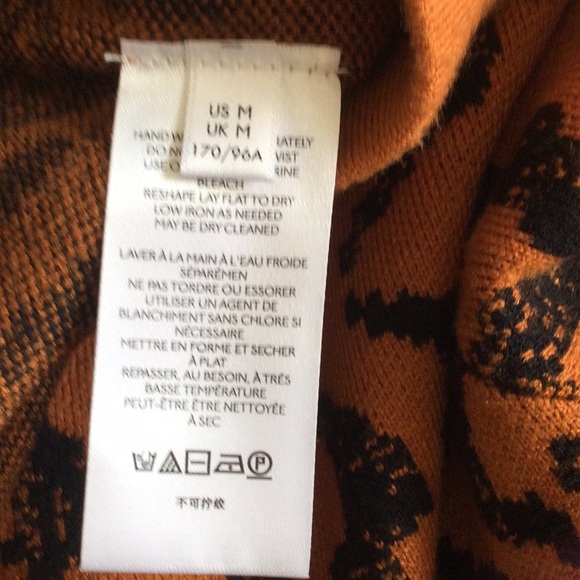 US M
UK M
170/96A
HAND W
DO N
USE
BLEACH
RESHAPE LAY FLAT TO DRY
LOW IRON AS NEEDED
MAY BE DRY CLEANED
LAVER À LA MAIN À L'EAU FROIDE
SÉPARÉMEN
NE PAS TORDRE OU ESSORER
UTILISER UN AGENT DE
BLANCHIMENT SANS CHLORE SI
NÉCESSAIRE
METTRE EN FORME ET SECHER
À PLAT
REPASSER, AU BESOIN, À TRÈS
BASSE TEMPÉRATURE
PEUT-ÊTRE ÊTRE NETTOYÉE
À SEC
P
不可拧绞